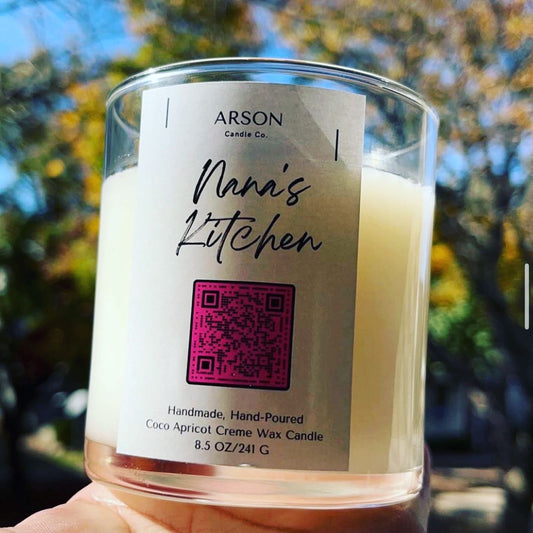 ARSON
Candle Co.
Nana's
Kitchen
Handmade, Hand-Poured
Coco Apricot Creme Wax Candle
8.5 OZ/241 G